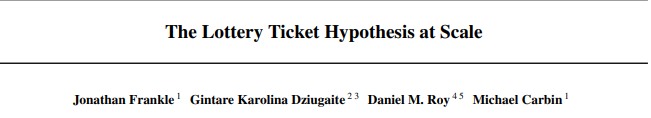 The Lottery Ticket Hypothesis at Scale
Jonathan Frankle 1 Gintare Karolina Dziugaite 2 3 Daniel M. Roy 4 5 Michael Carbin 1